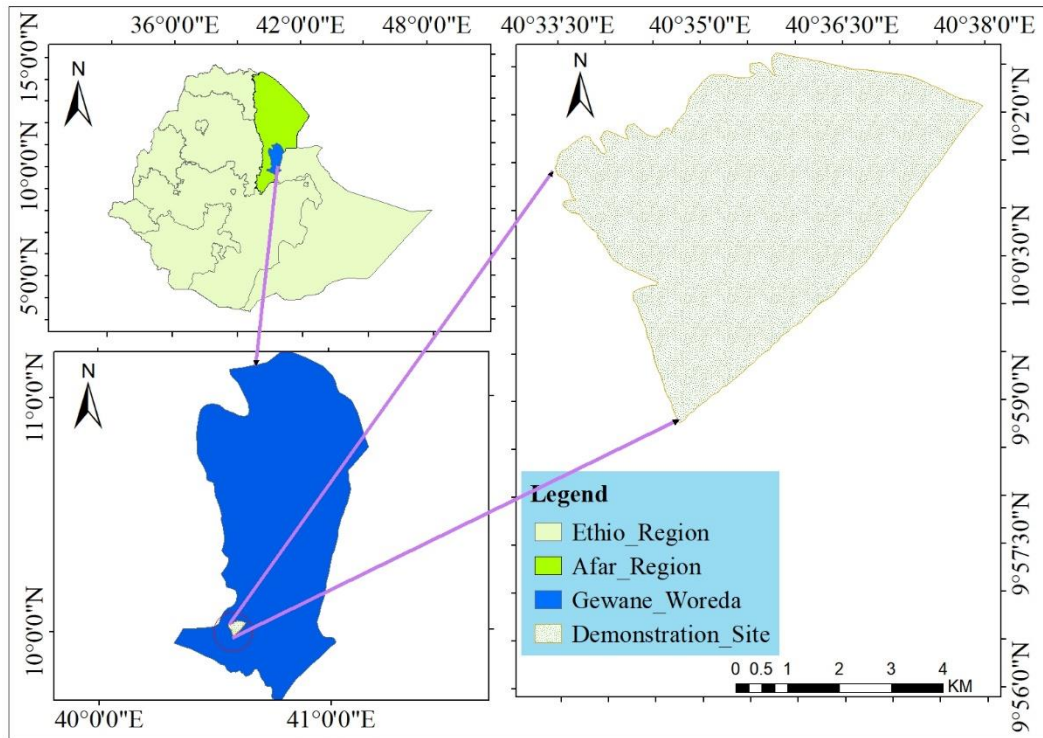 36°0'0"E 42°0'0"E 48°0'0"E
40°33'30"E 40°35'0"E 40°36'30"E 40°38'0"E
15°0'0"N
10°0'0"N
5°0'0"N
N
N
10°2'0"N
10°0'30"N
9°59'0"N
9°57'30"N
9°56'0"N
N
11°0'0"N
10°0'0"N
40°0'0"E 41°0'0"E
Legend
Ethio_Region
Afar_Region
Gewane_Woreda
Demonstration_Site
0 0.5 1 2 3 4
KM